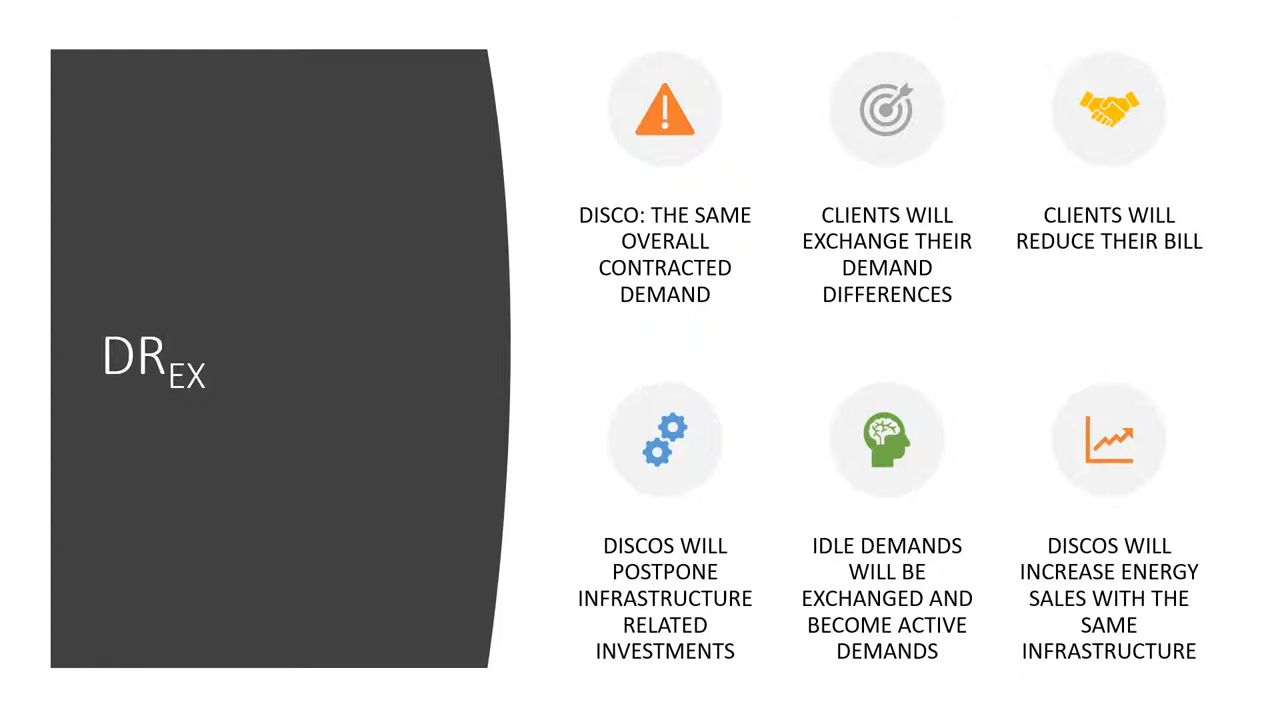 DR EX
DISCO: THE SAME
OVERALL
CONTRACTED
DEMAND
CLIENTS WILL
EXCHANGE THEIR
DEMAND
DIFFERENCES
CLIENTS WILL
REDUCE THEIR BILL
DISCOS WILL
POSTPONE
INFRASTRUCTURE
RELATED
INVESTMENTS
IDLE DEMANDS
WILL BE
EXCHANGED AND
BECOME ACTIVE
DEMANDS
DISCOS WILL
INCREASE ENERGY
SALES WITH THE
SAME
INFRASTRUCTURE